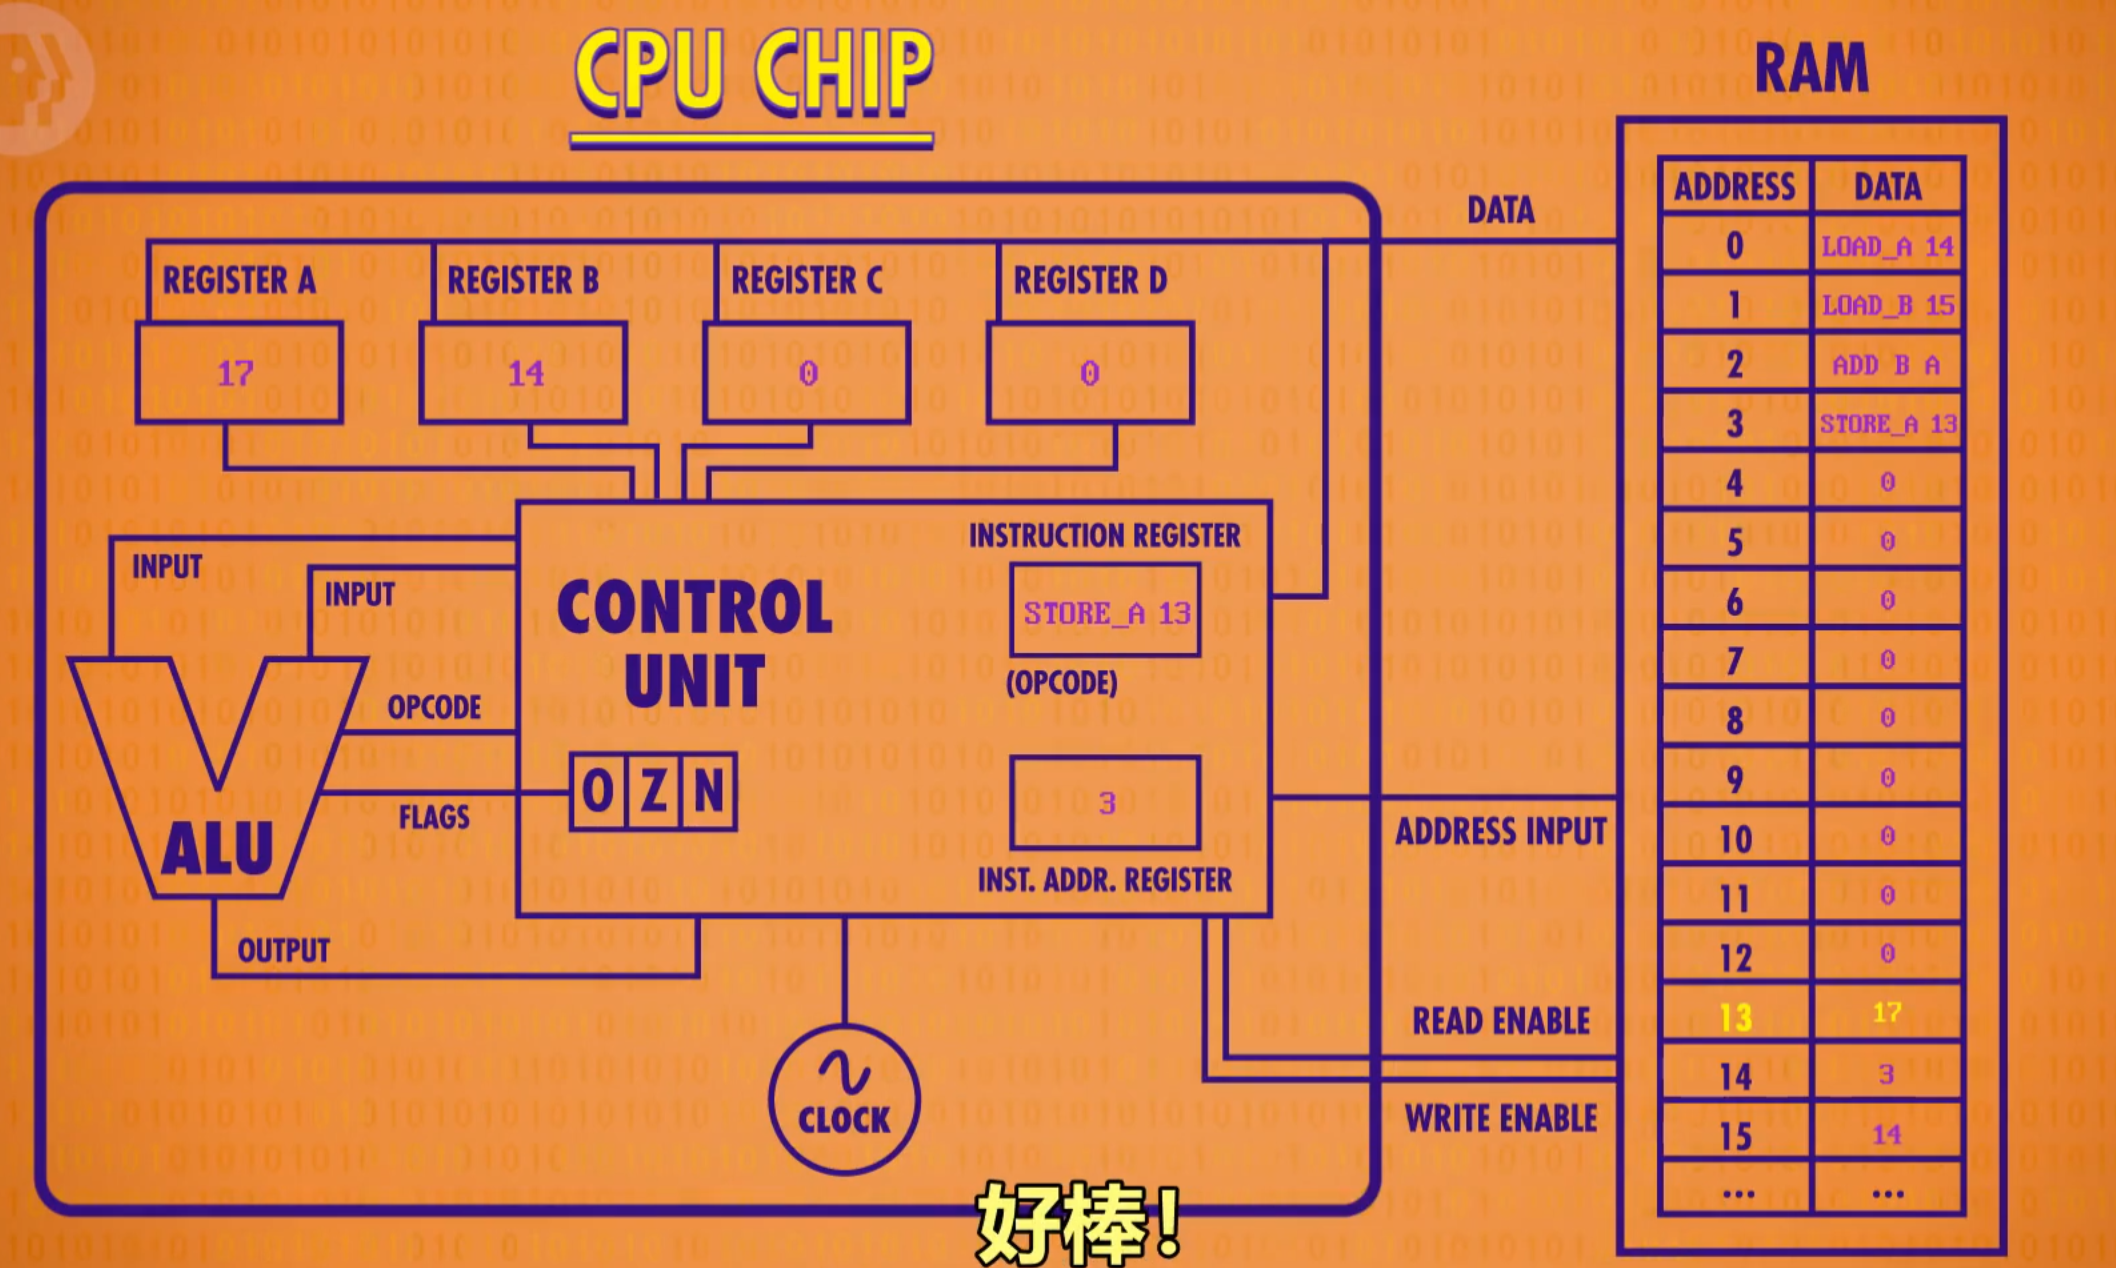 CPU CHIP
RAM
REGISTER A
REGISTER B
REGISTER C
REGISTER D
17
14
0
0
DATA
INPUT
INPUT
OPCODE
FLAGS
ALU
OUTPUT
CONTROL
UNIT
O Z N
INSTRUCTION REGISTER
STORE_A 13
(OPCODE)
3
INST. ADDR. REGISTER
CLOCK
ADDRESS INPUT
READ ENABLE
WRITE ENABLE
ADDRESS DATA
0 LOAD_A 14
1 LOAD_B 15
2 ADD B A
3 STORE_A 13
4 0
5 0
6 0
7 0
8 0
9 0
10 0
11 0
12 0
13 17
14 3
15 14
... ...
好棒!